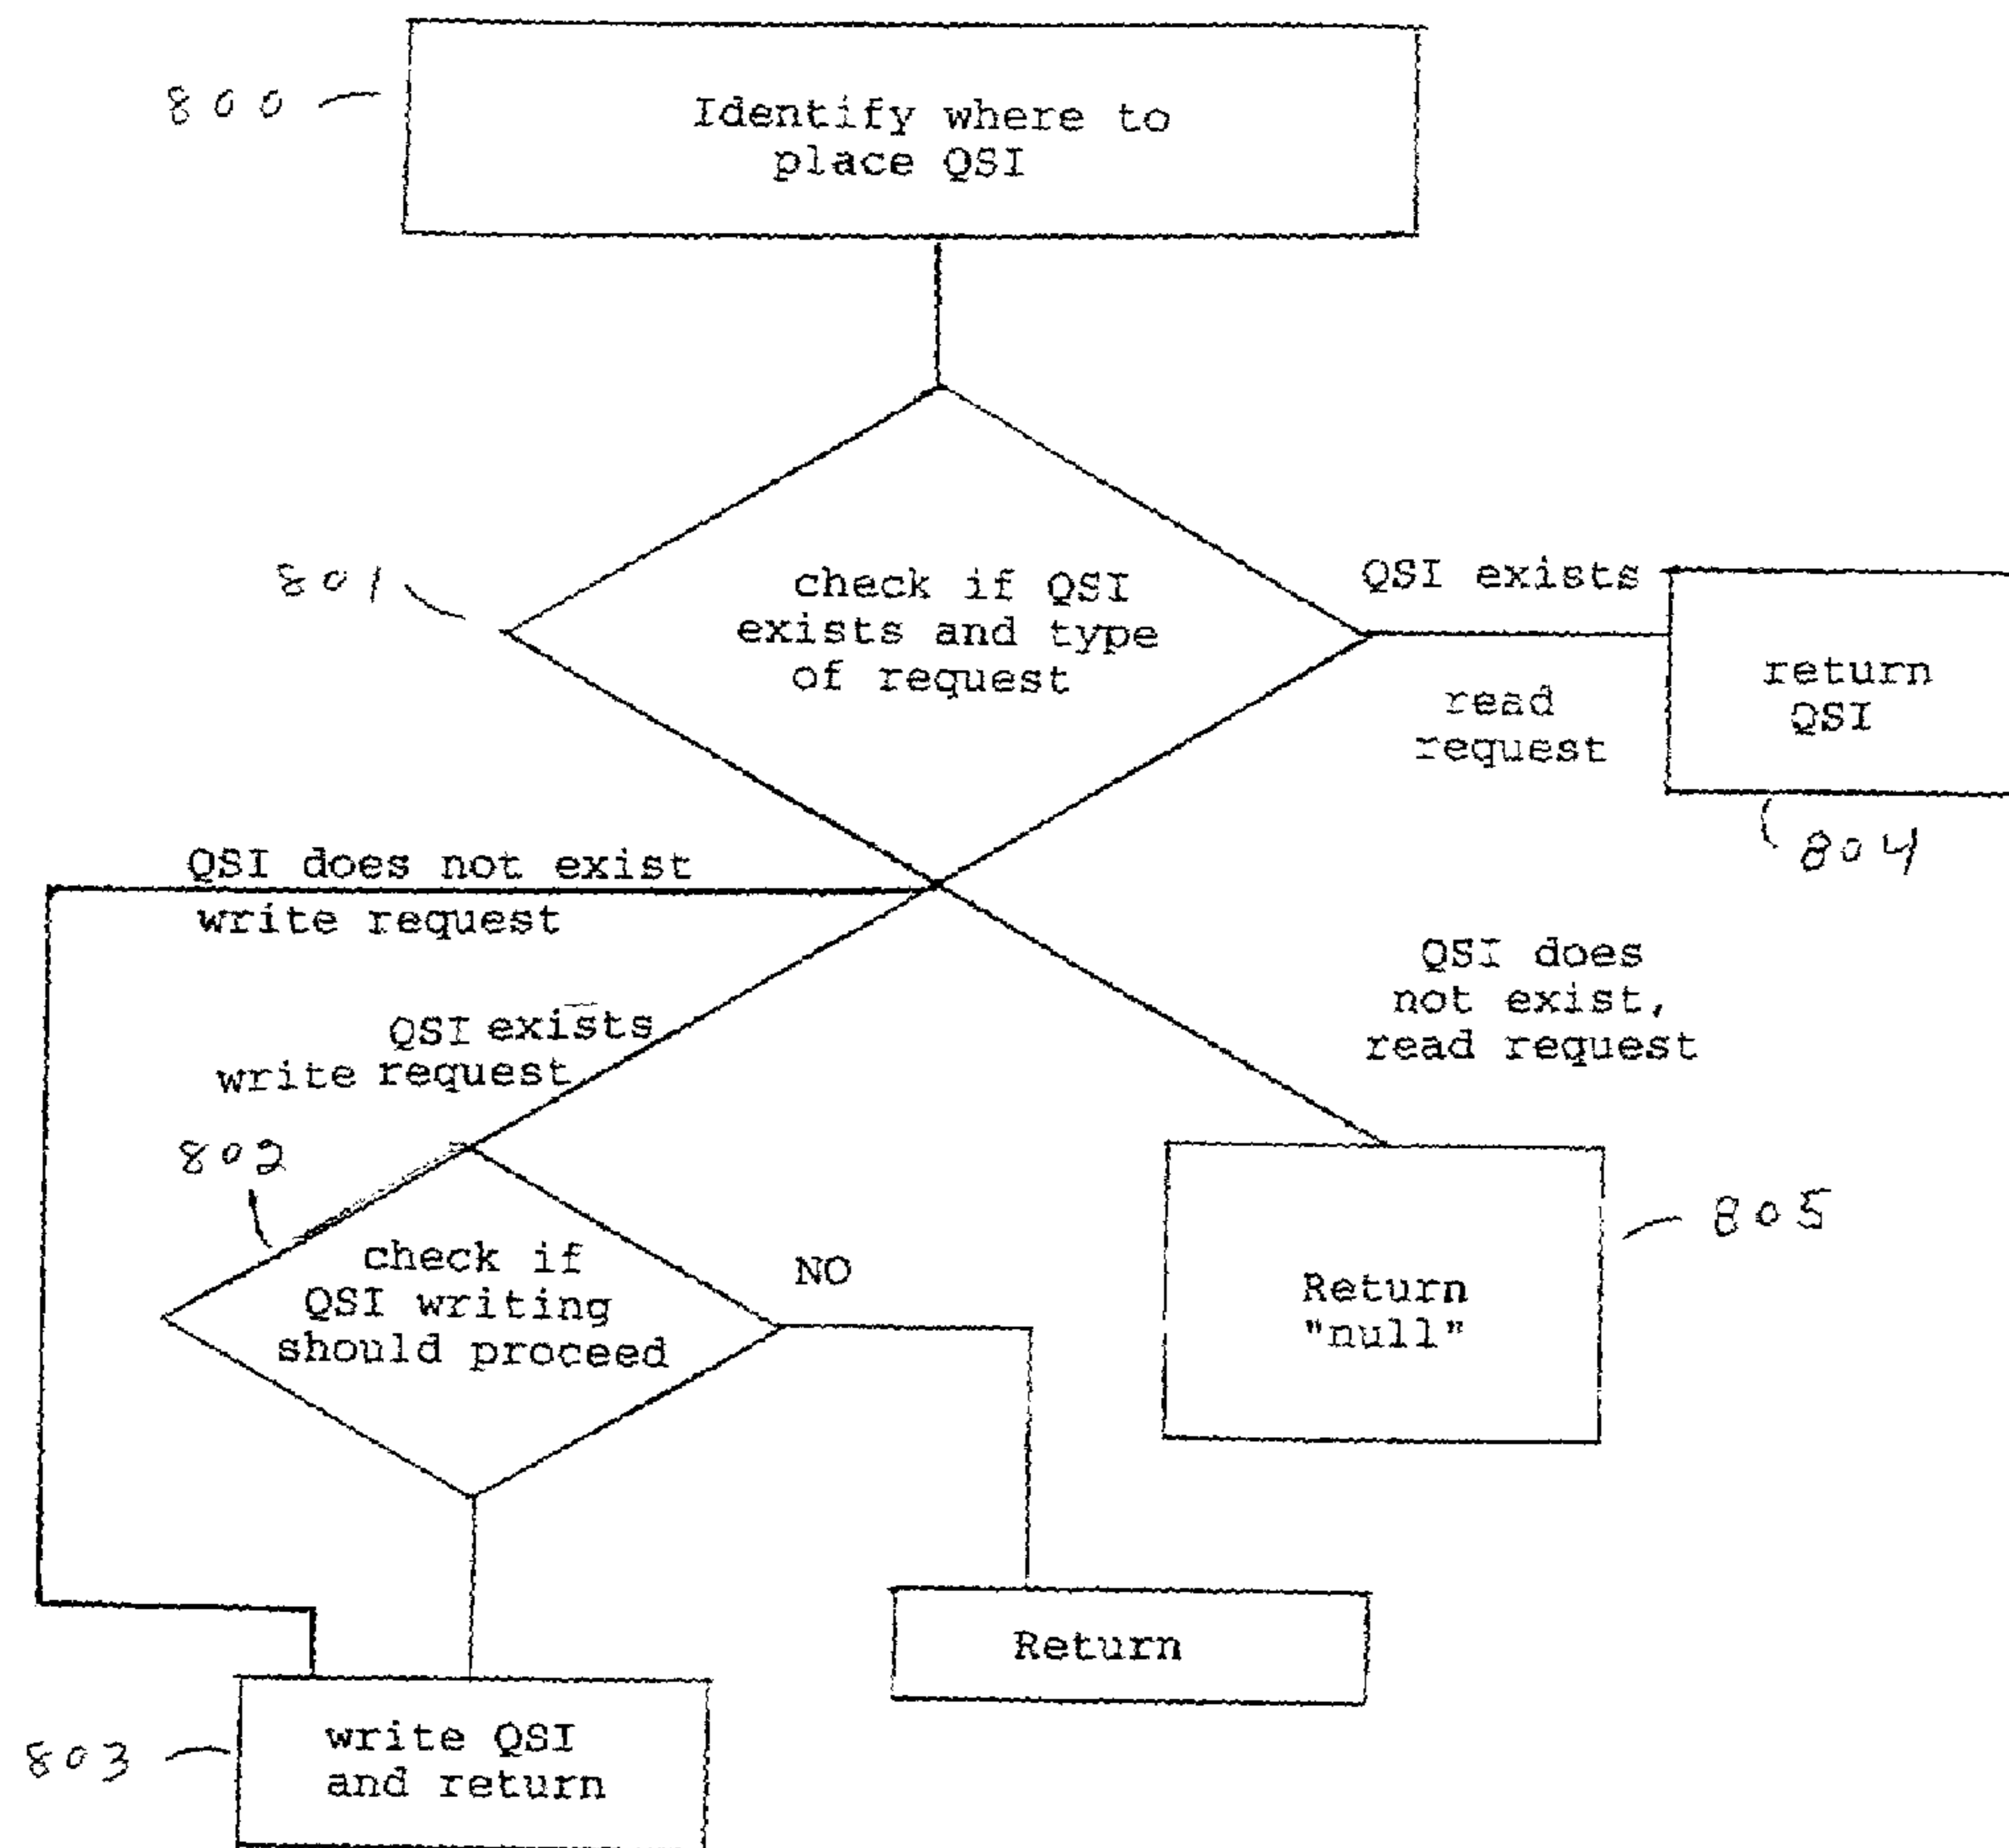 800
Identify where to
place QSI
801
check if QSI
exists and type
of request
QSI exists
read
request
return
QSI
804
QSI does not exist
write request
QSI exists
write request
QSI does
not exist,
read request
802
check if
QSI writing
should proceed
NO
805
Return
"null"
Return
803
write QSI
and return